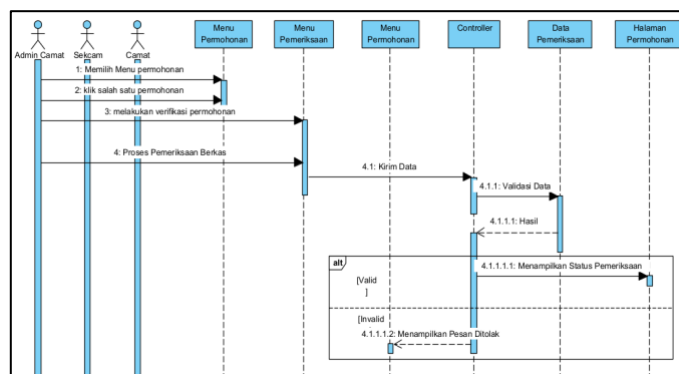 Admin Camat
Sekcam
Camat
Menu
Permohonan
Menu
Pemeriksaan
Menu
Permohonan
Controller
Data
Pemeriksaan
Halaman
Permohonan
1: Memilih Menu permohonan
2: klik salah satu permohonan
3: melakukan verifikasi permohonan
4: Proses Pemeriksaan Berkas
4.1: Kirim Data
4.1.1: Validasi Data
4.1.1.1: Hasil
alt
4.1.1.1.1: Menampilkan Status Pemeriksaan
[Valid
]
[Invalid
4.1.1.1.2: Menampilkan Pesan Ditolak